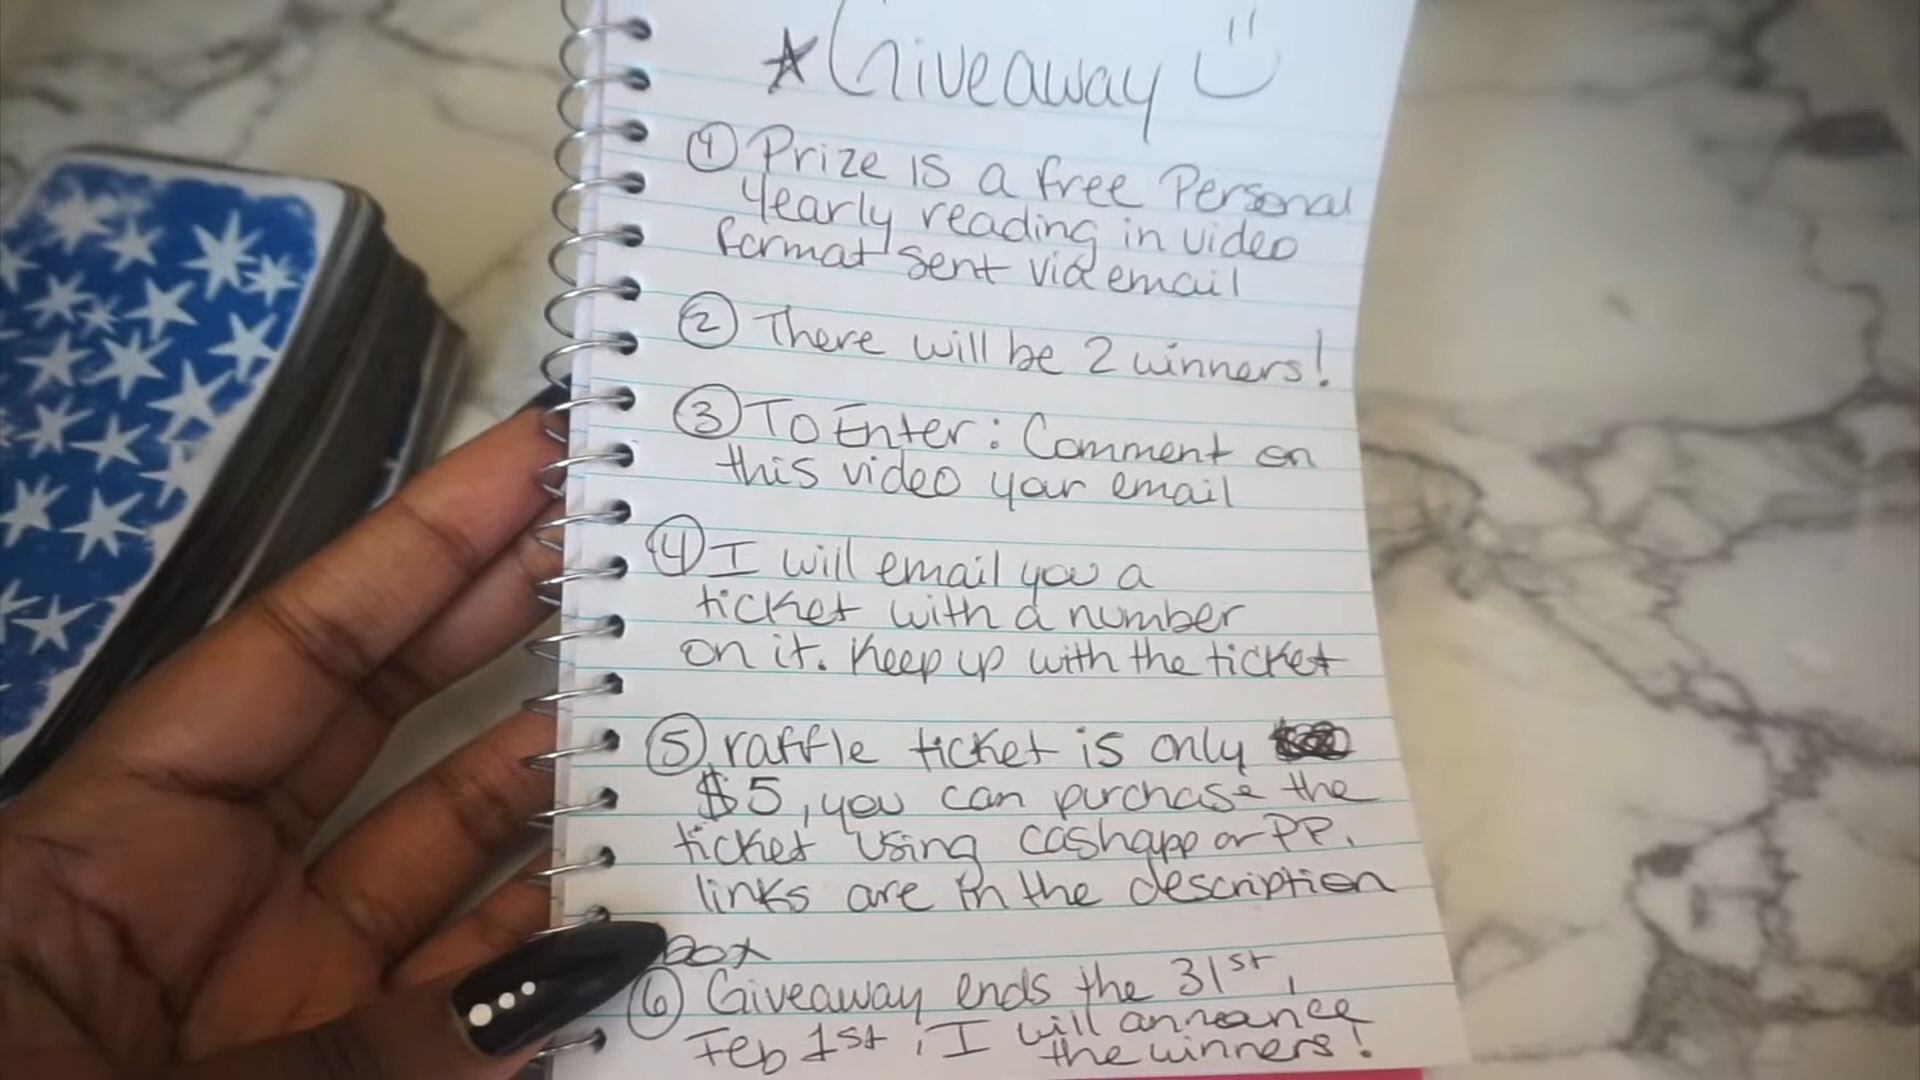 ★ Giveaway
① Prize is a free Personal
yearly reading in video
format sent via email
② There will be 2 winners!
③ To Enter: Comment on
this video your email
④ I will email you a
ticket with a number
on it. Keep up with the ticket
⑤ raffle ticket is only
$5, you can purchase the
ticket using cashapp or PP.
links are in the description
box
⑥ Giveaway ends the 31st,
Feb 1st, I will announce
the winners!